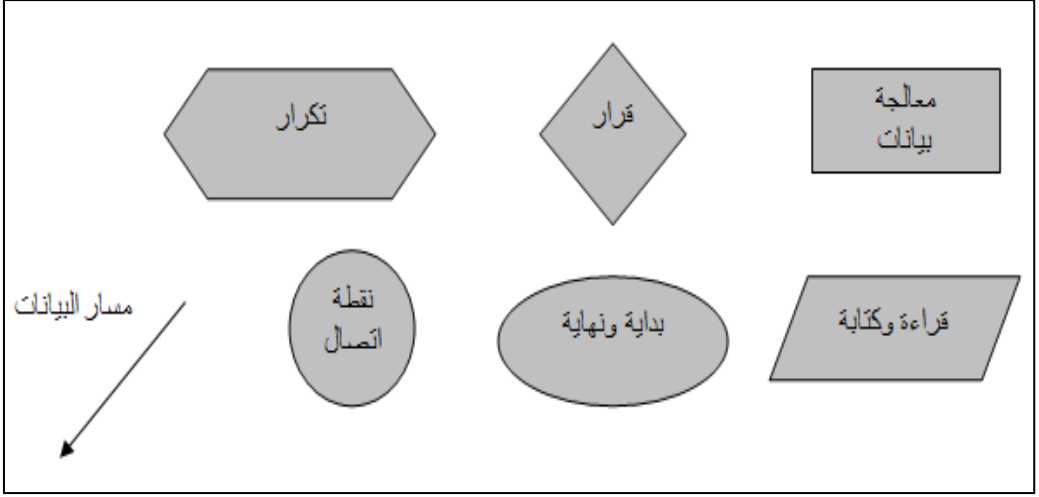 معالجة
بيانات
قرار
تكرار
قراءة وكتابة
بداية ونهاية
نقطة
اتصال
مسار البيانات